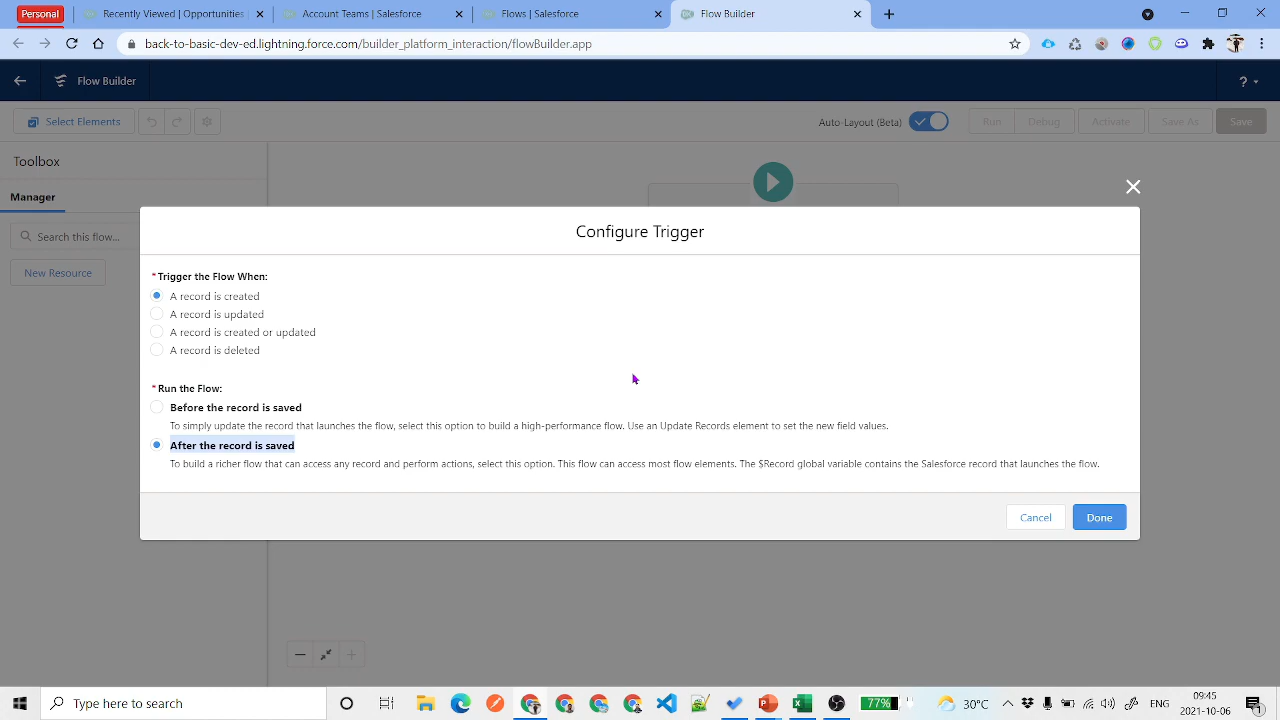 Personal
Recently Viewed | Opportunities
Account Teams | Salesforce
Flows | Salesforce
Flow Builder
back-to-basic-dev-ed.lightning.force.com/builder_platform_interaction/flowBuilder.app
Flow Builder
?
Select Elements
Auto-Layout (Beta)
Run
Debug
Activate
Save As
Save
Toolbox
Manager
Search this flow...
New Resource
Configure Trigger
*Trigger the Flow When:
A record is created
A record is updated
A record is created or updated
A record is deleted
*Run the Flow:
Before the record is saved
To simply update the record that launches the flow, select this option to build a high-performance flow. Use an Update Records element to set the new field values.
After the record is saved
To build a richer flow that can access any record and perform actions, select this option. This flow can access most flow elements. The $Record global variable contains the Salesforce record that launches the flow.
Cancel
Done
Type here to search
77%
30°C
ENG
09:45
2021-10-06